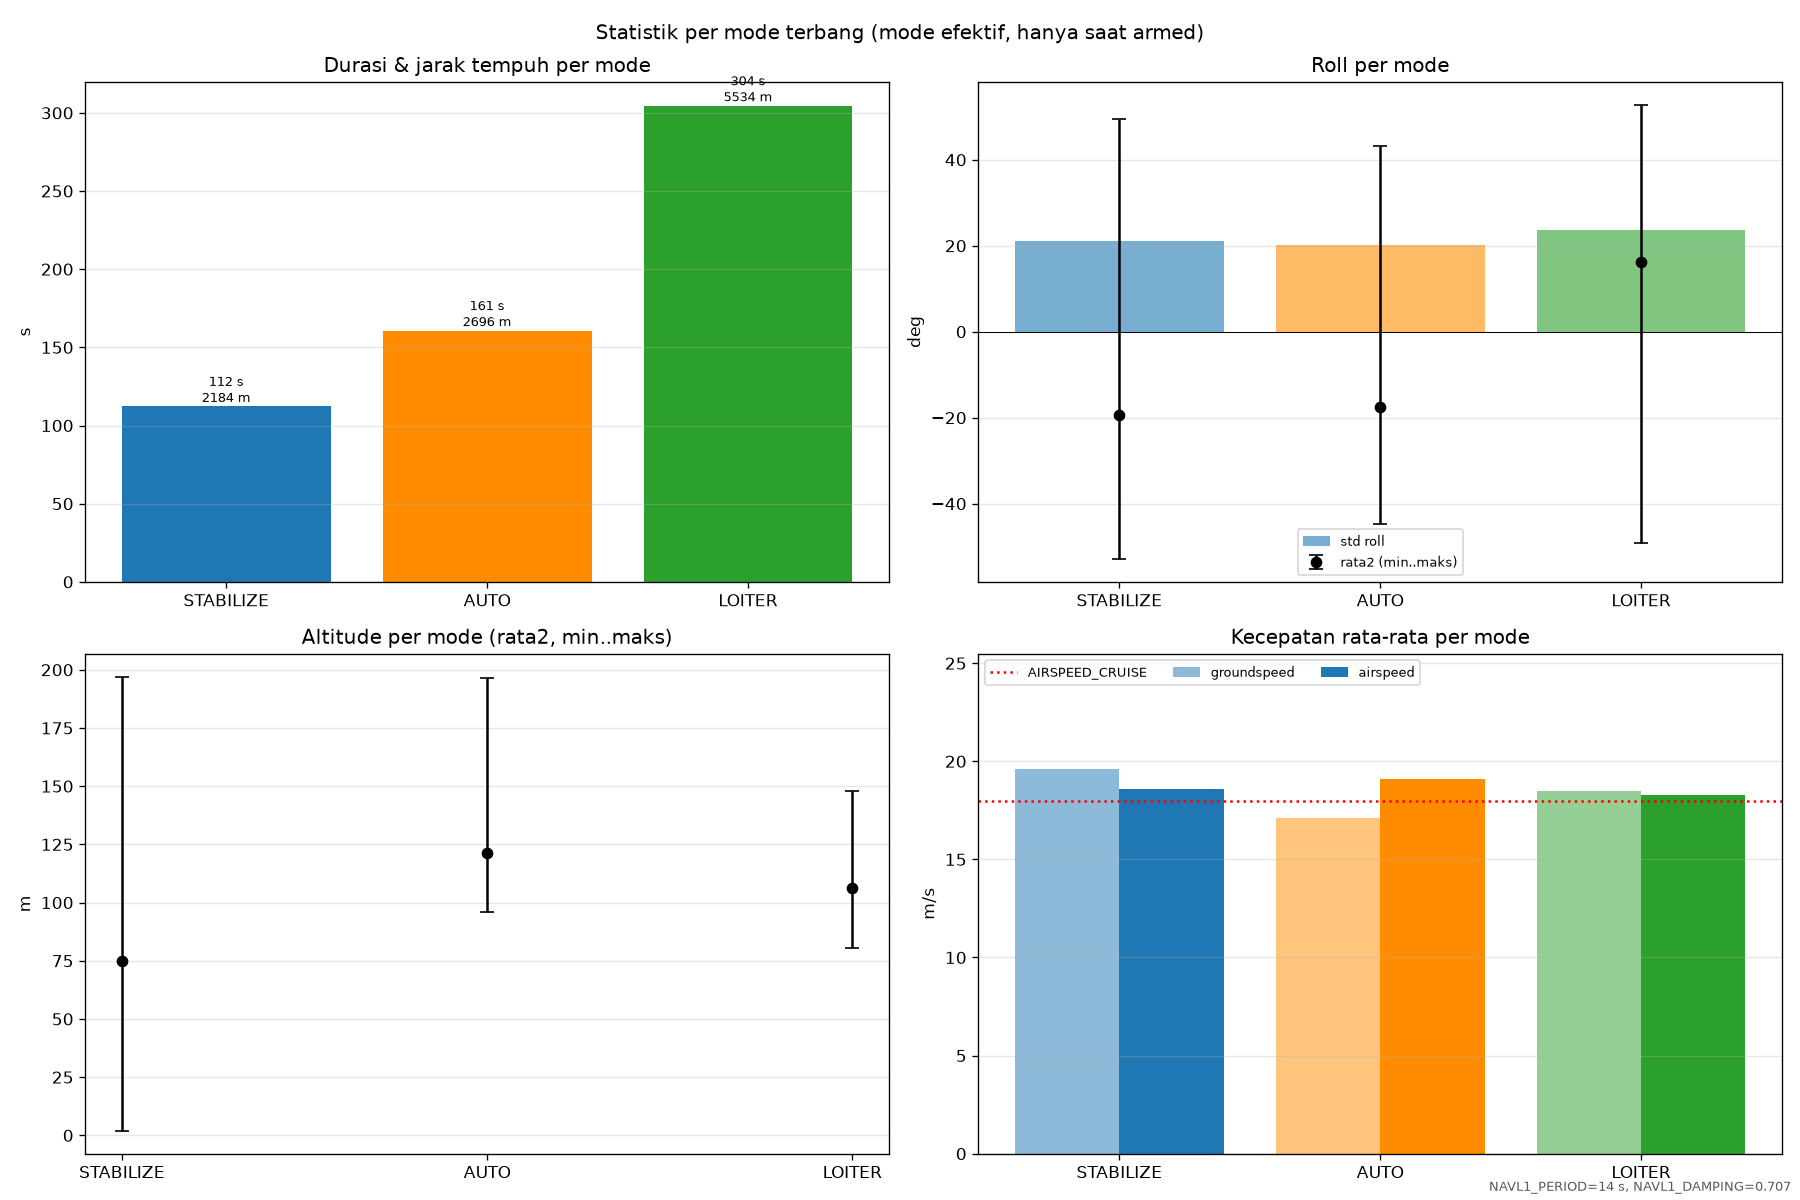 Statistik per mode terbang (mode efektif, hanya saat armed)
Durasi & jarak tempuh per mode
304 s
5534 m
161 s
2696 m
112 s
2184 m
300
250
200
150
100
50
0
s
STABILIZE
AUTO
LOITER
Roll per mode
40
20
0
−20
−40
deg
std roll
rata2 (min..maks)
STABILIZE
AUTO
LOITER
Altitude per mode (rata2, min..maks)
200
175
150
125
100
75
50
25
0
m
STABILIZE
AUTO
LOITER
Kecepatan rata-rata per mode
AIRSPEED_CRUISE
groundspeed
airspeed
25
20
15
10
5
0
m/s
STABILIZE
AUTO
LOITER
NAVL1_PERIOD=14 s, NAVL1_DAMPING=0.707